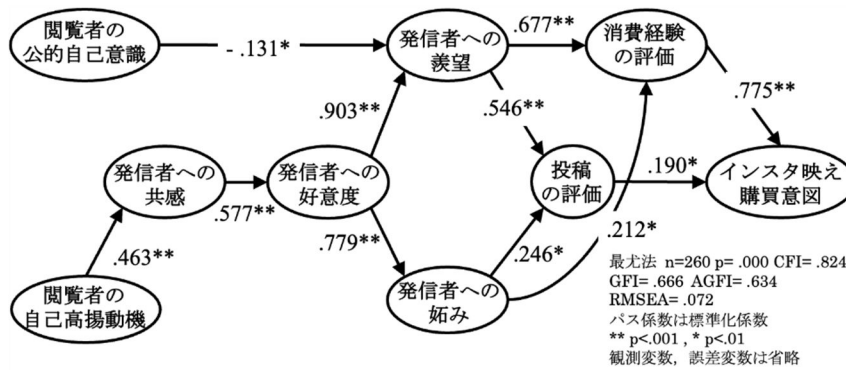 閲覧者の
公的自己意識
- .131*
発信者への
羨望
.677**
消費経験
の評価
.903**
.546**
.775**
発信者への
共感
.577**
発信者への
好意度
投稿
の評価
.190*
インスタ映え
購買意図
.463**
.779**
.246*
.212*
閲覧者の
自己高揚動機
発信者への
妬み
最尤法 n=260 p= .000 CFI= .824
GFI= .666 AGFI= .634
RMSEA= .072
パス係数は標準化係数
** p<.001 , * p<.01
観測変数，誤差変数は省略